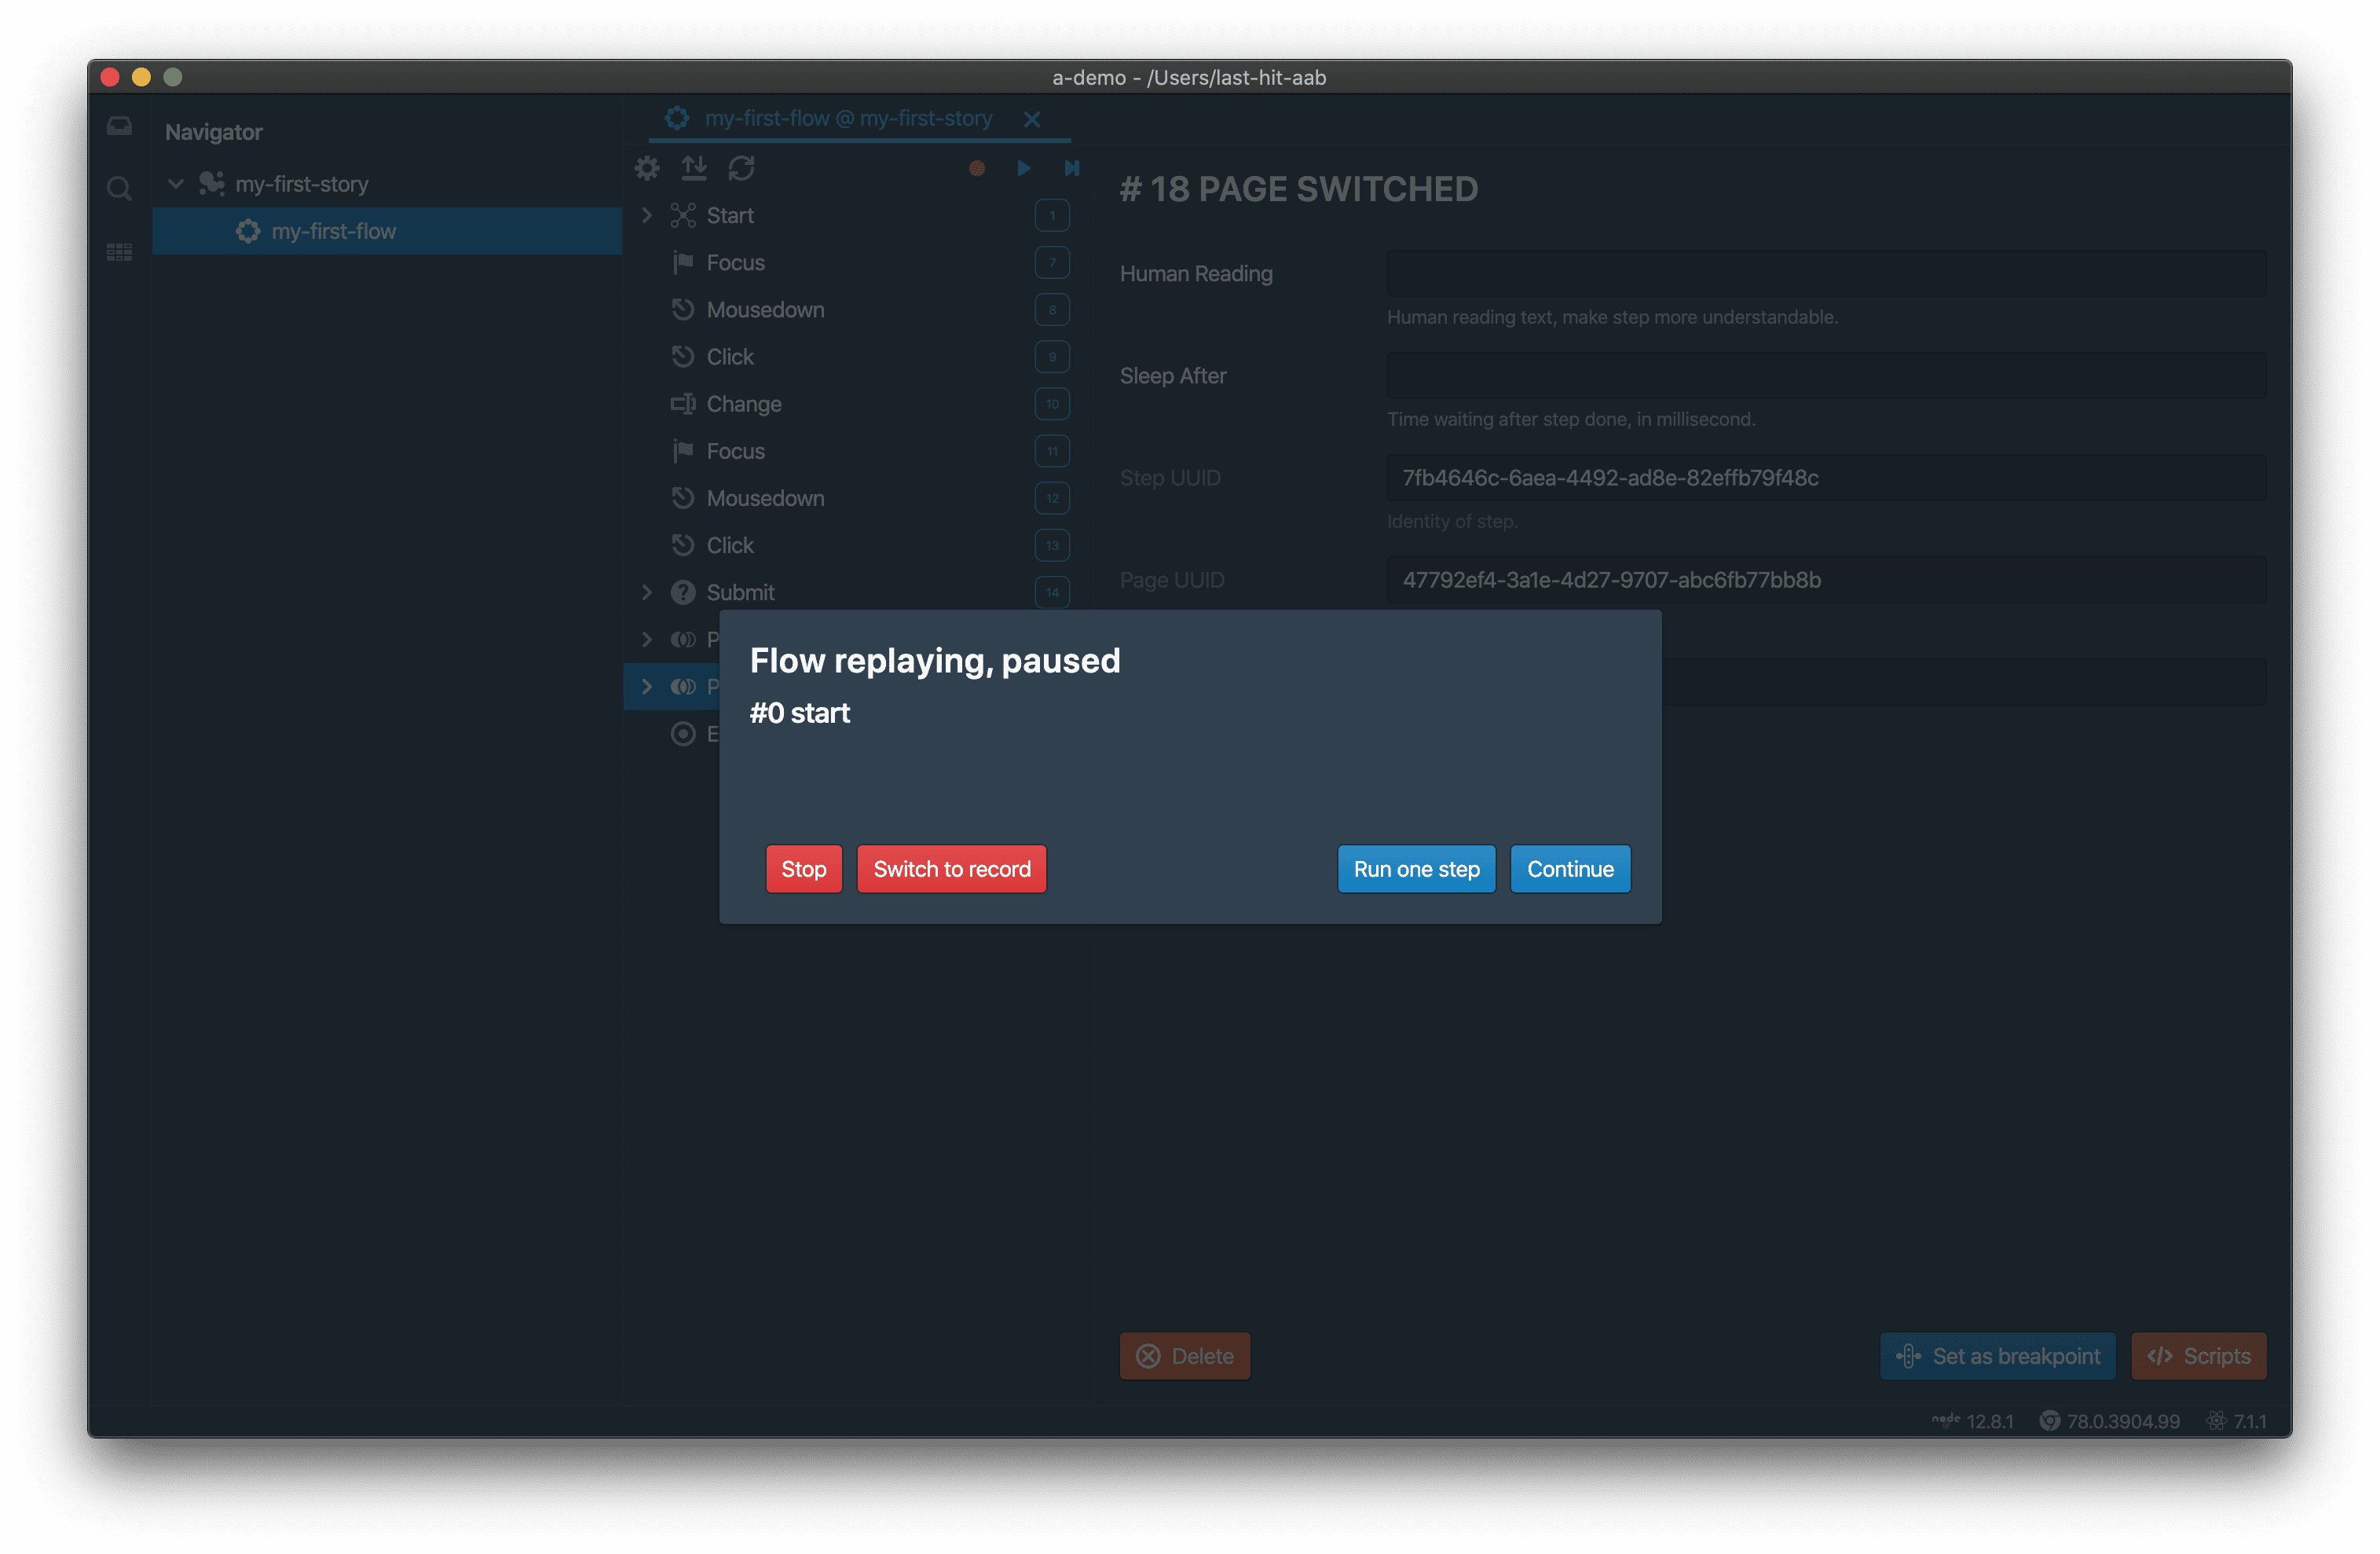 a-demo - /Users/last-hit-aab
Navigator
my-first-story
my-first-flow
my-first-flow @ my-first-story
Start 1
Focus 7
Mousedown 8
Click 9
Change 10
Focus 11
Mousedown 12
Click 13
Submit 14
P
P
E
# 18 PAGE SWITCHED
Human Reading
Human reading text, make step more understandable.
Sleep After
Time waiting after step done, in millisecond.
Step UUID
7fb4646c-6aea-4492-ad8e-82effb79f48c
Identity of step.
Page UUID
47792ef4-3a1e-4d27-9707-abc6fb77bb8b
Flow replaying, paused
#0 start
Stop
Switch to record
Run one step
Continue
Delete
Set as breakpoint
Scripts
node 12.8.1
78.0.3904.99
7.1.1